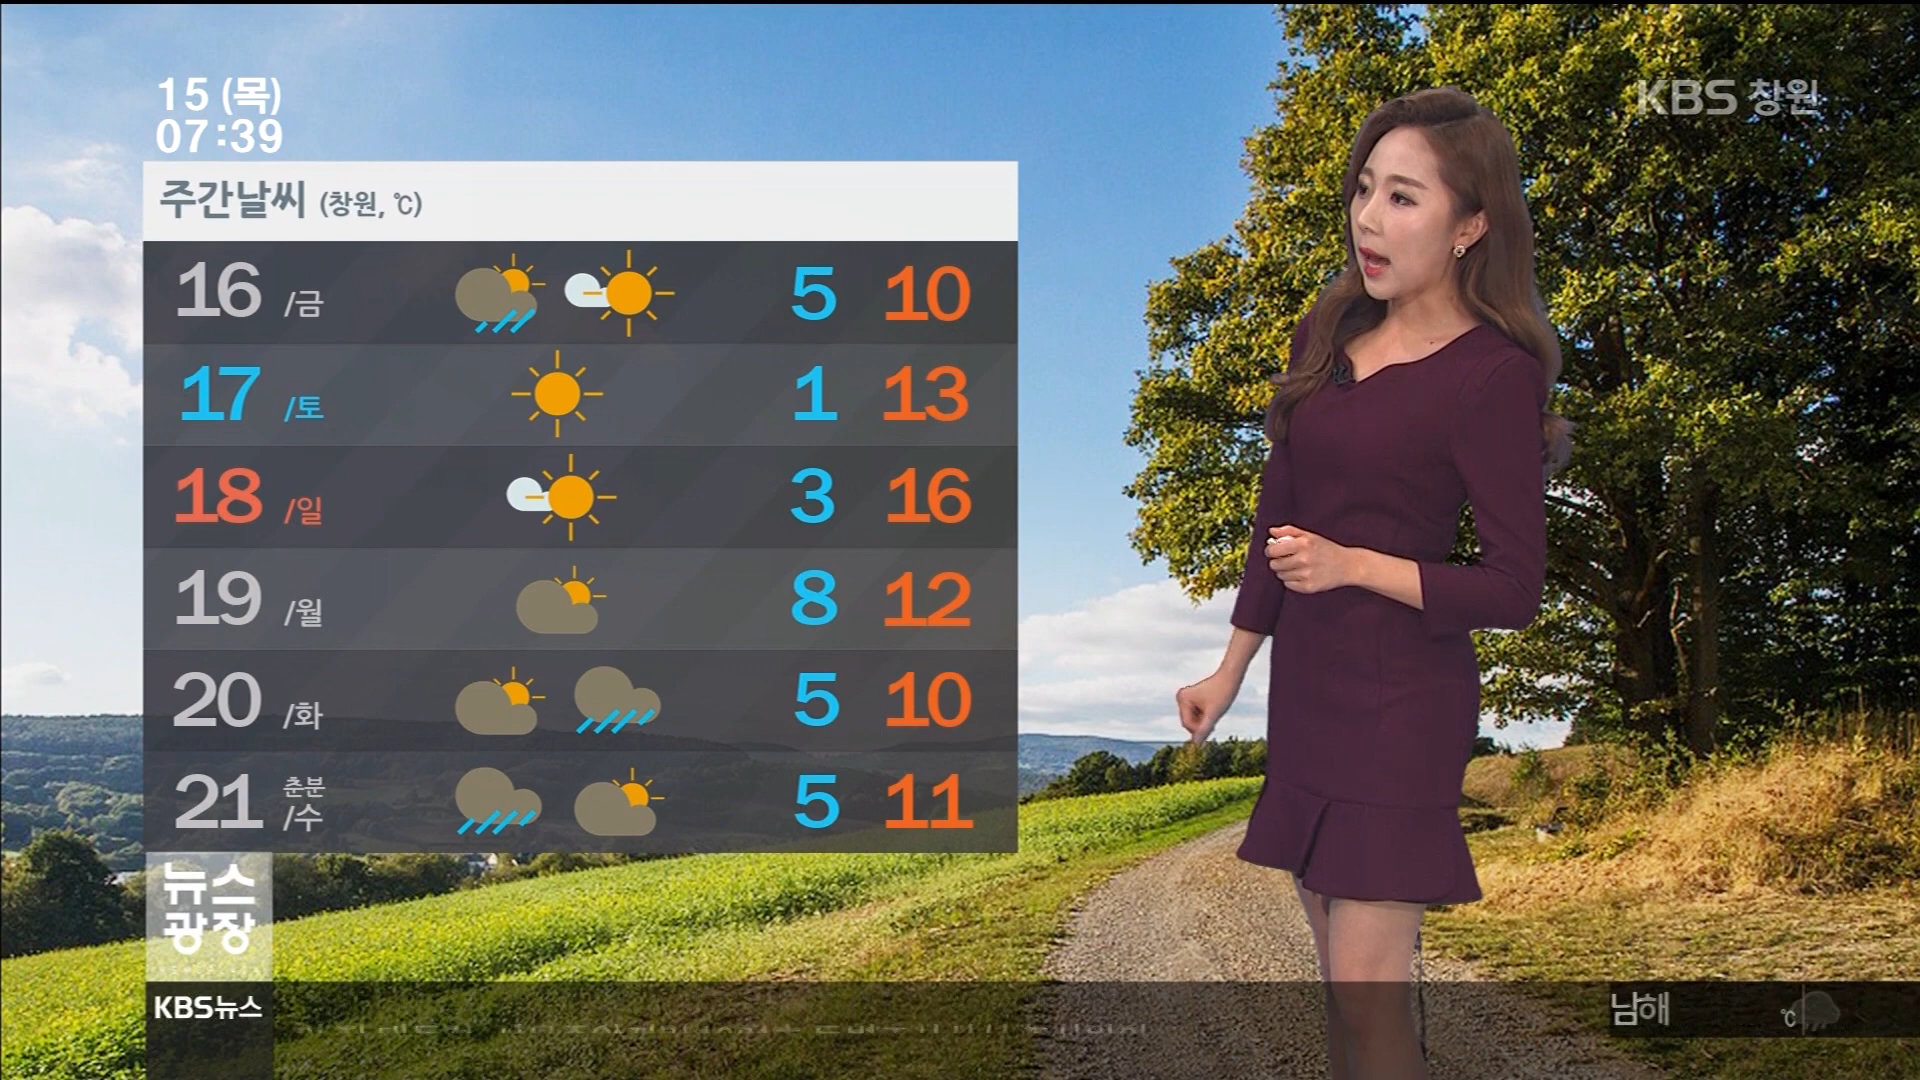 15 (목)
07:39
KBS 창원
주간날씨 (창원, ℃)
16 /금 5 10
17 /토 1 13
18 /일 3 16
19 /월 8 12
20 /화 5 10
21 춘분 /수 5 11
뉴스
광장
KBS뉴스
남해 ℃